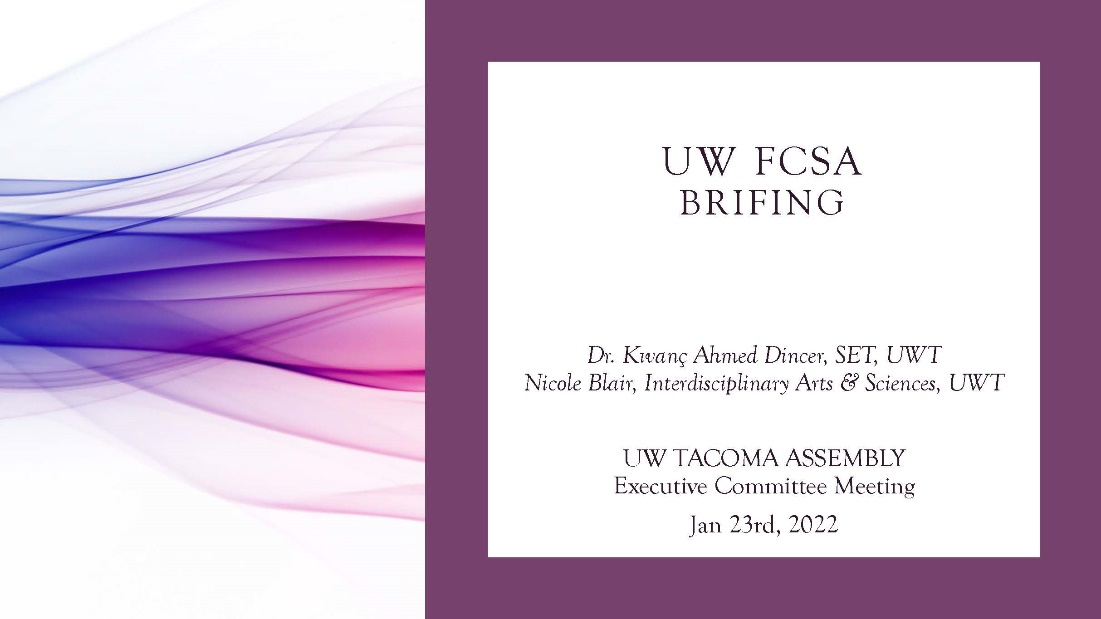 UW FCSA
BRIFING
Dr. Kıvanç Ahmed Dincer, SET, UWT
Nicole Blair, Interdisciplinary Arts & Sciences, UWT
UW TACOMA ASSEMBLY
Executive Committee Meeting
Jan 23rd, 2022